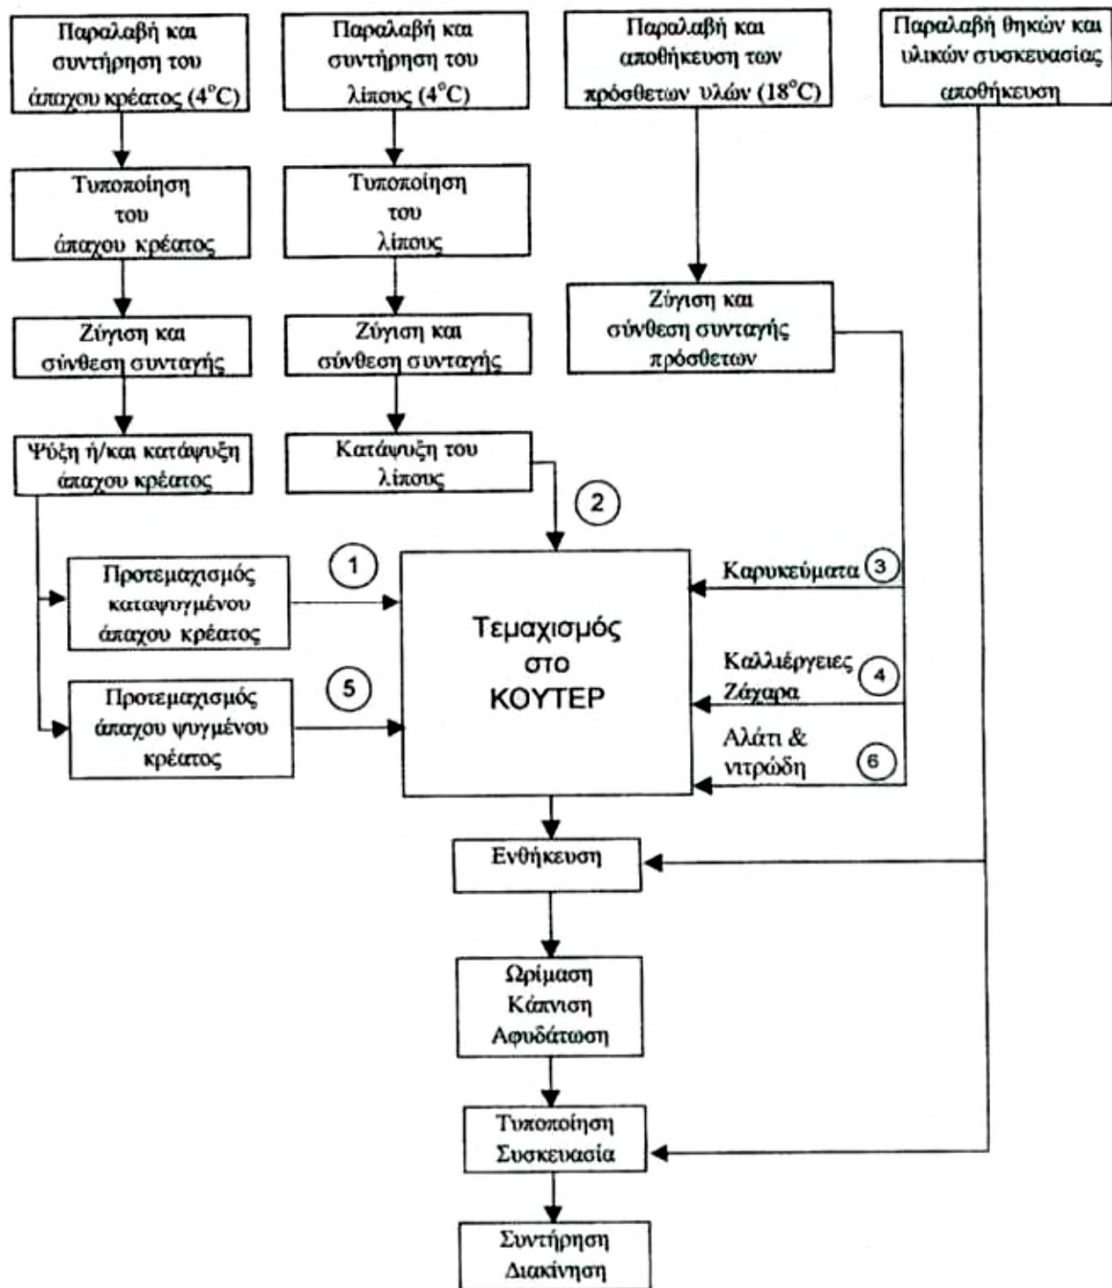 Παραλαβή και
συντήρηση του
άπαχου κρέατος (4°C)
Παραλαβή και
συντήρηση του
λίπους (4°C)
Παραλαβή και
αποθήκευση των
πρόσθετων υλών (18°C)
Παραλαβή θηκών και
υλικών συσκευασίας
αποθήκευση
Τυποποίηση
του
άπαχου κρέατος
Τυποποίηση
του
λίπους
Ζύγιση και
σύνθεση συνταγής
Ζύγιση και
σύνθεση συνταγής
Ζύγιση και
σύνθεση συνταγής
πρόσθετων
Ψύξη ή/και κατάψυξη
άπαχου κρέατος
Κατάψυξη του
λίπους
2
Προτεμαχισμός
καταψυγμένου
άπαχου κρέατος
1
Προτεμαχισμός
άπαχου ψυγμένου
κρέατος
5
Τεμαχισμός
στο
ΚΟΥΤΕΡ
Καρυκεύματα 3
Καλλιέργειες
Ζάχαρα 4
Αλάτι &
νιτρώδη 6
Ενθήκευση
Ωρίμαση
Κάπνιση
Αφυδάτωση
Τυποποίηση
Συσκευασία
Συντήρηση
Διακίνηση